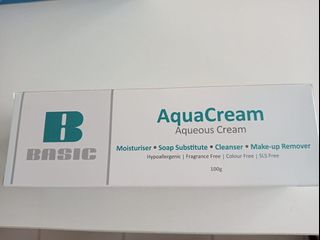 B
BASIC
AquaCream
Aqueous Cream
Moisturiser • Soap Substitute • Cleanser • Make-up Remover
Hypoallergenic | Fragrance Free | Colour Free | SLS Free
100g